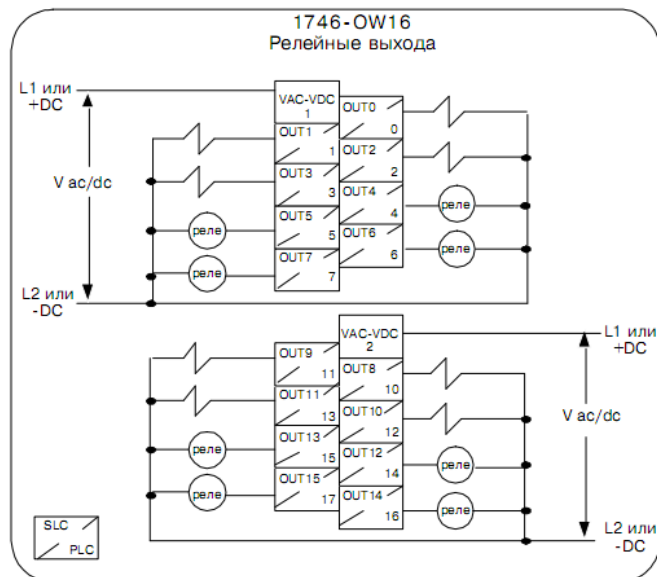 1746-OW16
Релейные выхода
L1 или
+DC
VAC-VDC
1
OUT0
0
OUT1
1
OUT2
2
V ac/dc
OUT3
3
OUT4
4
реле
OUT5
5
реле
OUT6
6
реле
OUT7
7
реле
L2 или
-DC
VAC-VDC
2
L1 или
+DC
OUT9
11
OUT8
10
OUT11
13
OUT10
12
V ac/dc
реле
OUT13
15
OUT12
14
реле
реле
OUT15
17
OUT14
16
реле
SLC
PLC
L2 или
-DC